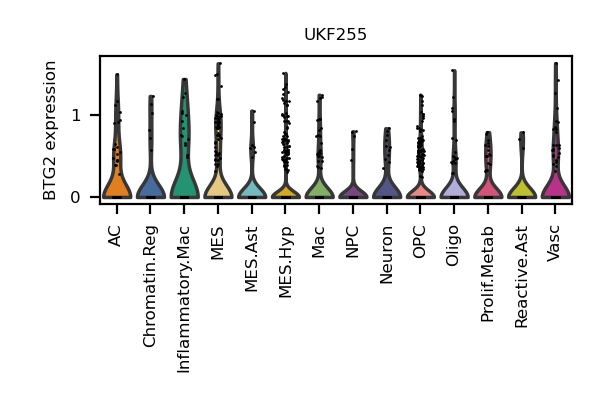 UKF255
BTG2 expression
1
0
AC
Chromatin.Reg
Inflammatory.Mac
MES
MES.Ast
MES.Hyp
Mac
NPC
Neuron
OPC
Oligo
Prolif.Metab
Reactive.Ast
Vasc